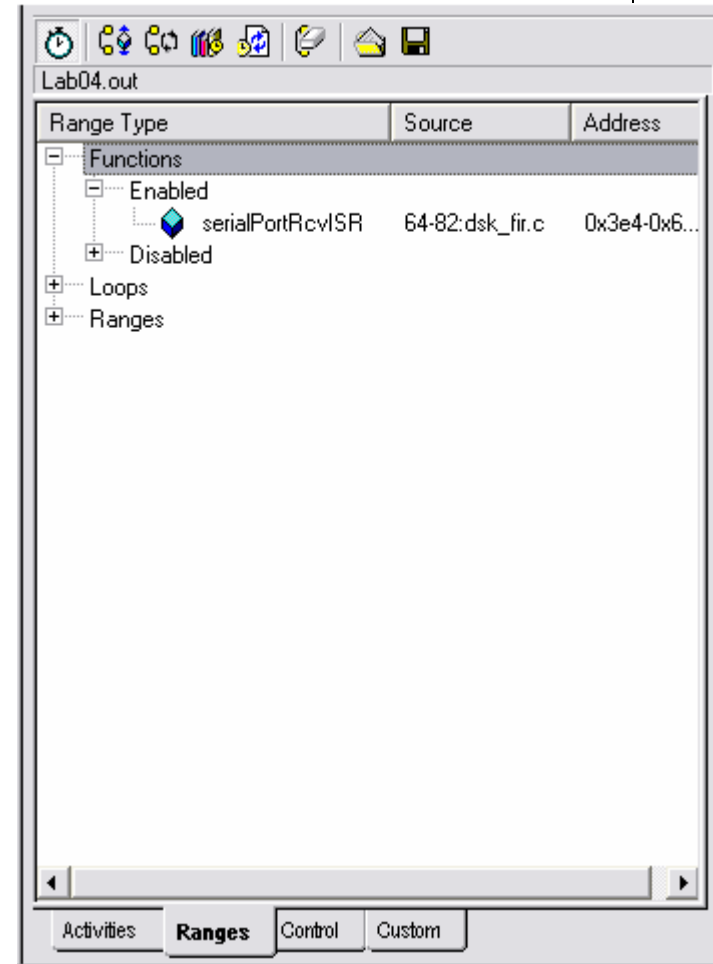 Lab04.out
Range Type Source Address
Functions
Enabled
serialPortRcvISR 64-82:dsk_fir.c 0x3e4-0x6...
Disabled
Loops
Ranges
Activities Ranges Control Custom